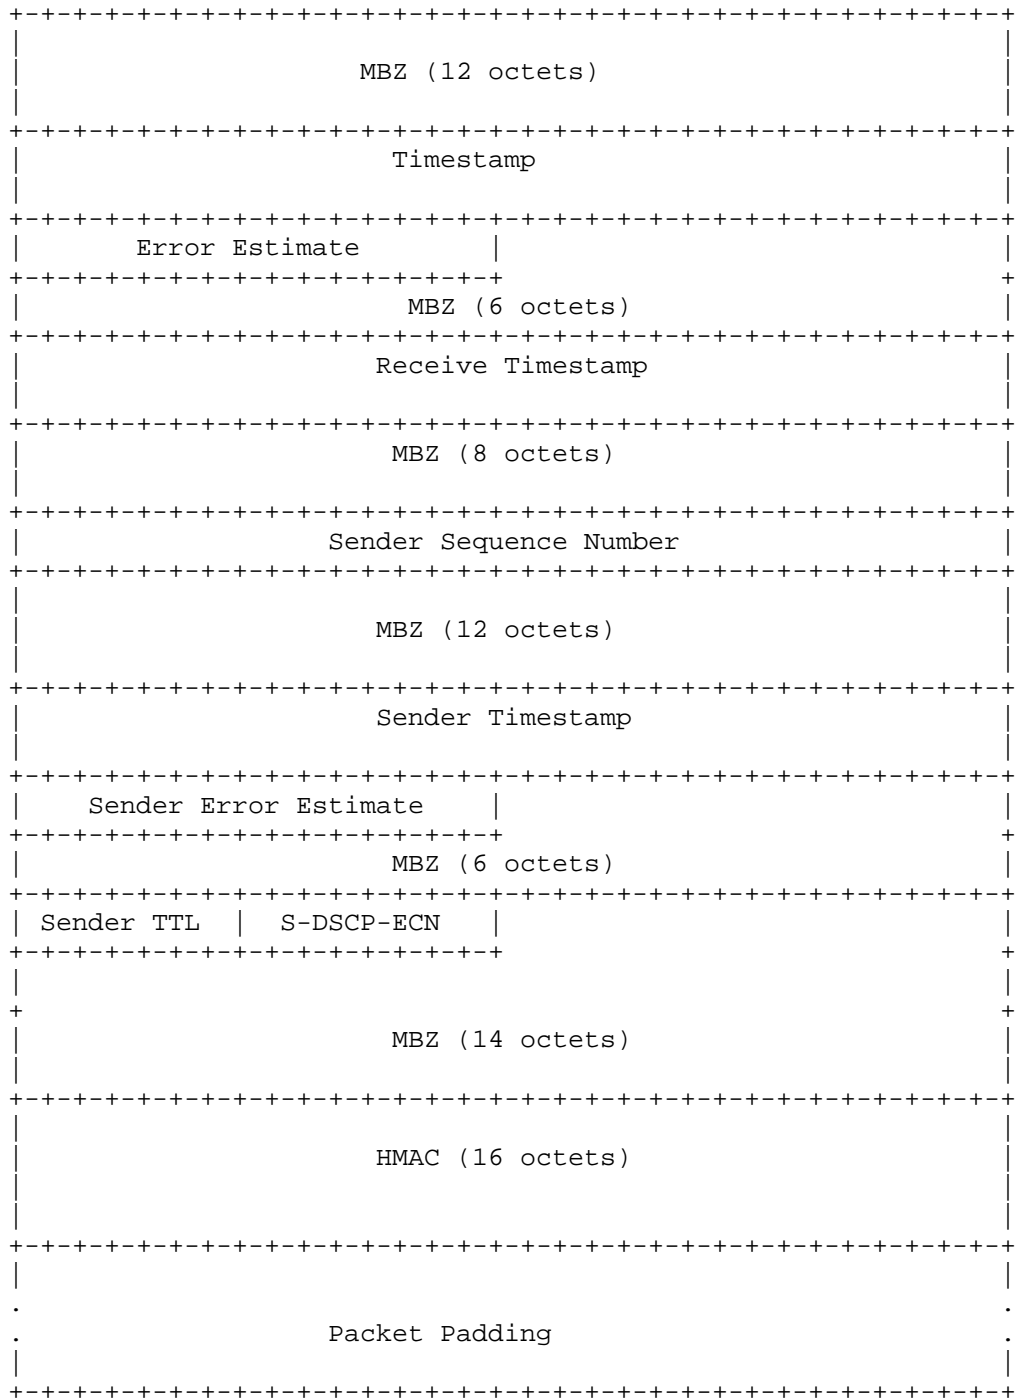 MBZ (12 octets)
Timestamp
Error Estimate
MBZ (6 octets)
Receive Timestamp
MBZ (8 octets)
Sender Sequence Number
MBZ (12 octets)
Sender Timestamp
Sender Error Estimate
MBZ (6 octets)
Sender TTL | S-DSCP-ECN
MBZ (14 octets)
HMAC (16 octets)
Packet Padding